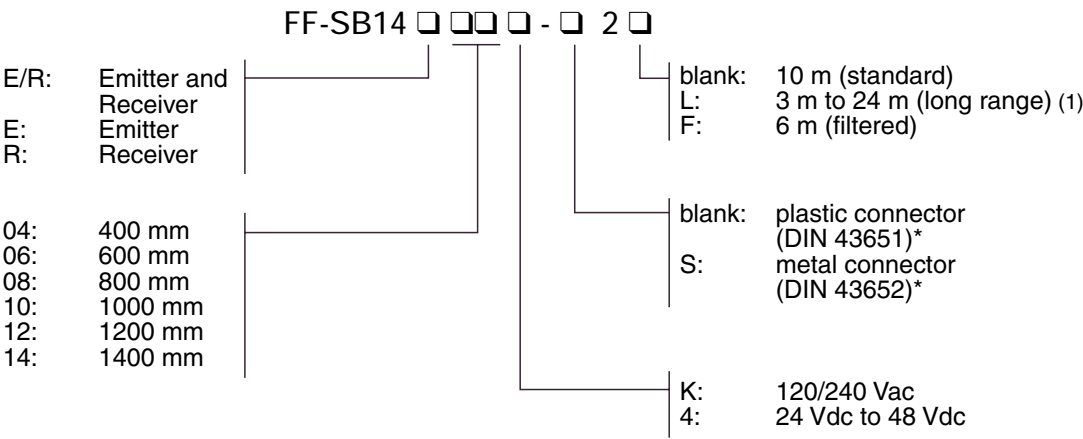 FF-SB14 ❑ ❑❑ ❑ - ❑ 2 ❑
E/R: Emitter and
Receiver
E: Emitter
R: Receiver
04: 400 mm
06: 600 mm
08: 800 mm
10: 1000 mm
12: 1200 mm
14: 1400 mm
blank: 10 m (standard)
L: 3 m to 24 m (long range) (1)
F: 6 m (filtered)
blank: plastic connector
(DIN 43651)*
S: metal connector
(DIN 43652)*
K: 120/240 Vac
4: 24 Vdc to 48 Vdc